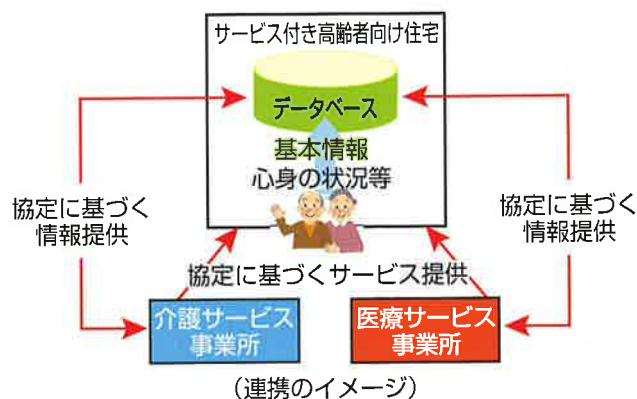 サービス付き高齢者向け住宅
データベース
基本情報
心身の状況等
協定に基づく
情報提供
協定に基づく
情報提供
協定に基づくサービス提供
介護サービス
事業所
医療サービス
事業所
(連携のイメージ)